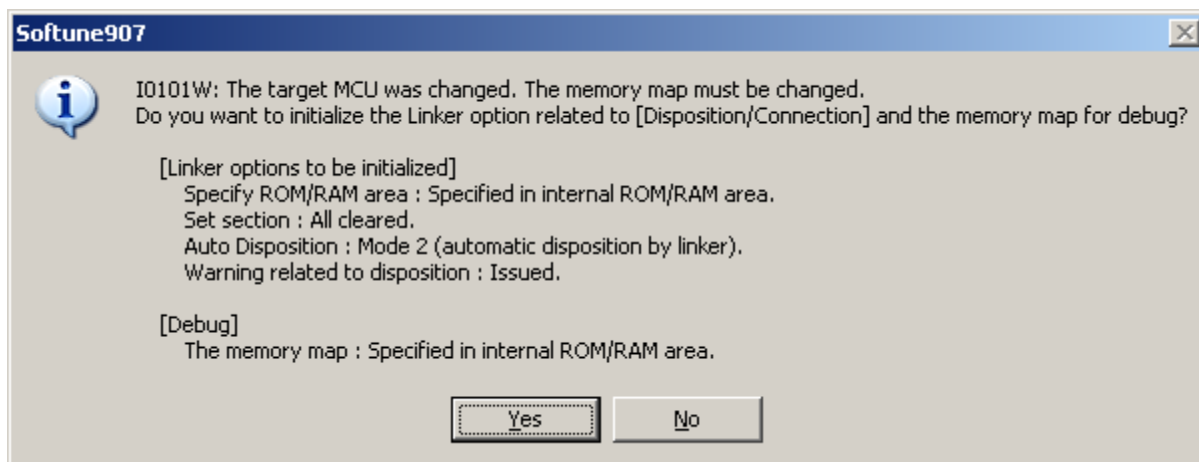 Softune907
I0101W: The target MCU was changed. The memory map must be changed.
Do you want to initialize the Linker option related to [Disposition/Connection] and the memory map for debug?
[Linker options to be initialized]
Specify ROM/RAM area : Specified in internal ROM/RAM area.
Set section : All cleared.
Auto Disposition : Mode 2 (automatic disposition by linker).
Warning related to disposition : Issued.
[Debug]
The memory map : Specified in internal ROM/RAM area.
Yes No